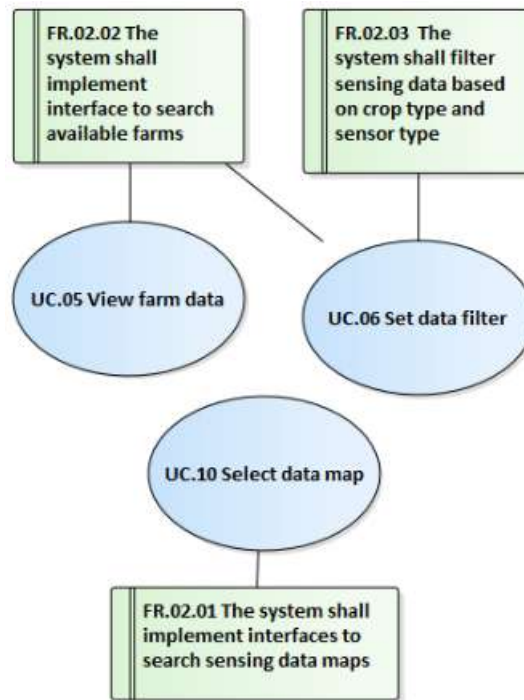 FR.02.02 The
system shall
implement
interface to search
available farms
FR.02.03 The
system shall filter
sensing data based
on crop type and
sensor type
UC.05 View farm data
UC.06 Set data filter
UC.10 Select data map
FR.02.01 The system shall
implement interfaces to
search sensing data maps